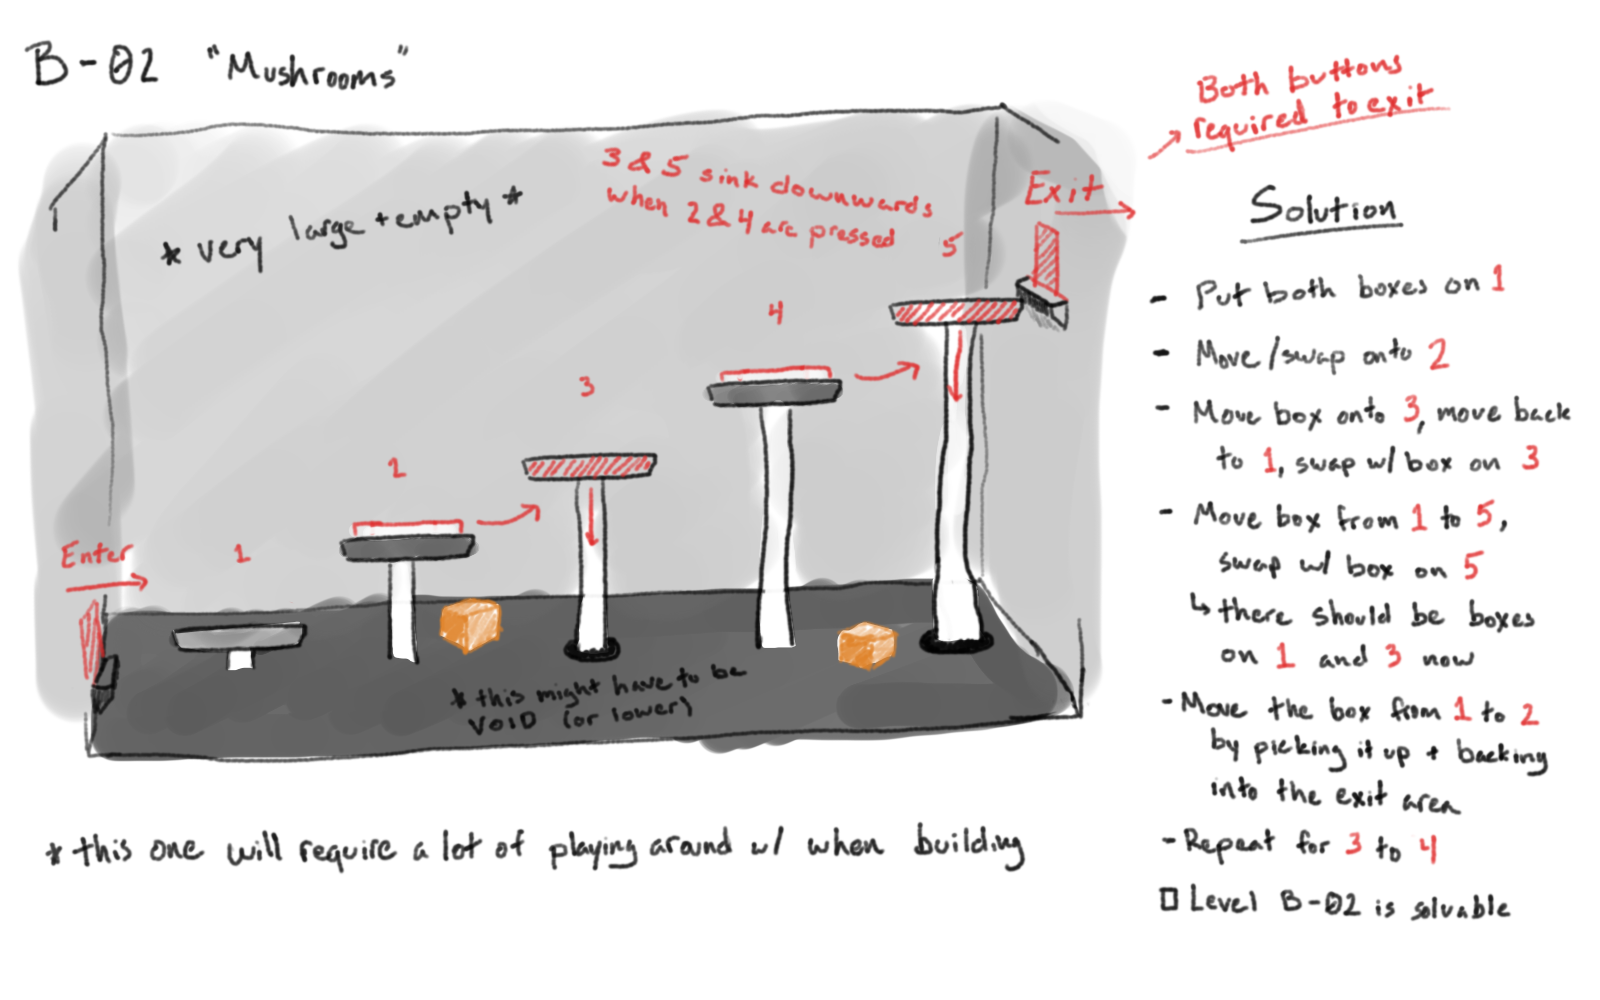 B-02 "Mushrooms"
Both buttons
required to exit
3 & 5 sink downwards
when 2 & 4 are pressed
* very large + empty *
Exit
5
4
3
2
1
Enter
* this might have to be
VOID (or lower)
* this one will require a lot of playing around w/ when building
Solution
- Put both boxes on 1
- Move/swap onto 2
- Move box onto 3, move back
to 1, swap w/ box on 3
- Move box from 1 to 5,
swap w/ box on 5
↳ there should be boxes
on 1 and 3 now
- Move the box from 1 to 2
by picking it up + backing
into the exit area
- Repeat for 3 to 4
□ Level B-02 is solvable